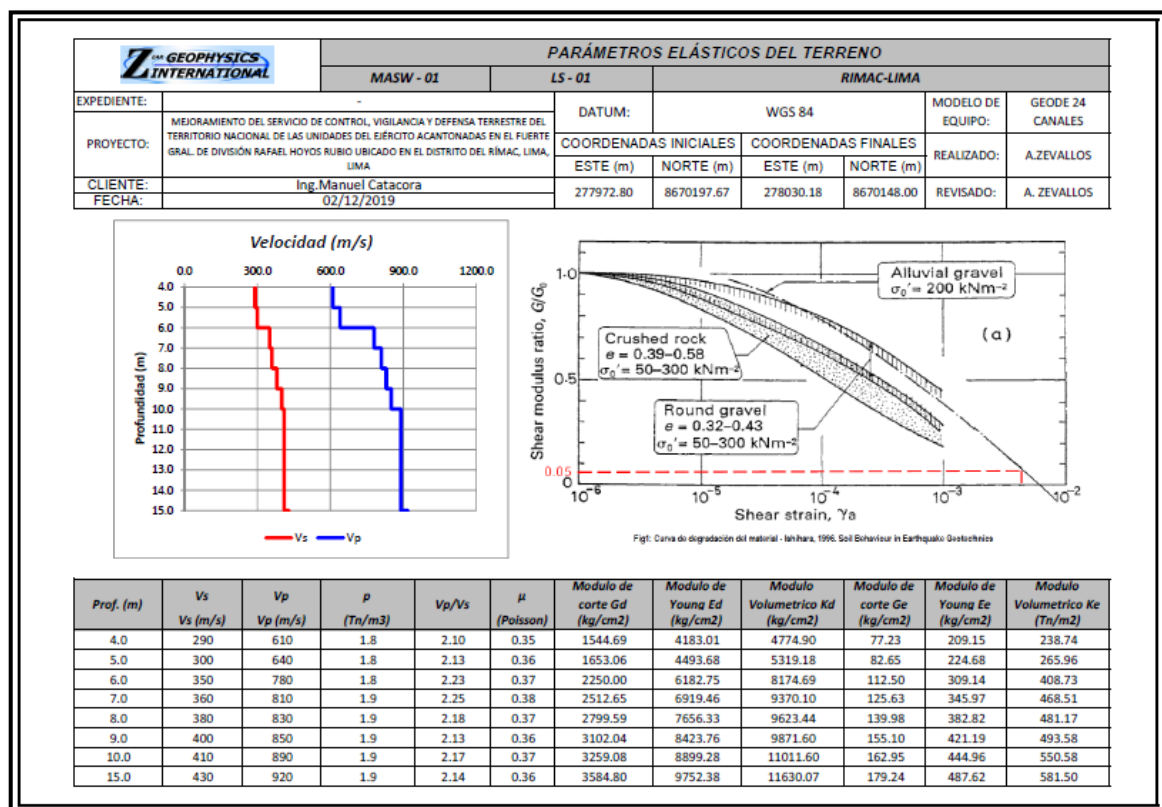 Z CAR GEOPHYSICS
INTERNATIONAL
PARÁMETROS ELÁSTICOS DEL TERRENO
MASW - 01 LS - 01 RIMAC-LIMA
EXPEDIENTE: -
PROYECTO: MEJORAMIENTO DEL SERVICIO DE CONTROL, VIGILANCIA Y DEFENSA TERRESTRE DEL
TERRITORIO NACIONAL DE LAS UNIDADES DEL EJÉRCITO ACANTONADAS EN EL FUERTE
GRAL. DE DIVISIÓN RAFAEL HOYOS RUBIO UBICADO EN EL DISTRITO DEL RÍMAC, LIMA,
LIMA
CLIENTE: Ing.Manuel Catacora
FECHA: 02/12/2019
DATUM: WGS 84
MODELO DE
EQUIPO:
GEODE 24
CANALES
COORDENADAS INICIALES COORDENADAS FINALES
REALIZADO: A.ZEVALLOS
ESTE (m) NORTE (m) ESTE (m) NORTE (m)
277972.80 8670197.67 278030.18 8670148.00 REVISADO: A. ZEVALLOS
Velocidad (m/s)
0.0 300.0 600.0 900.0 1200.0
Profundidad (m)
4.0
5.0
6.0
7.0
8.0
9.0
10.0
11.0
12.0
13.0
14.0
15.0
Vs Vp
Shear modulus ratio, G/G₀
1·0
0·5
0.05
0
Alluvial gravel
σ₀′= 200 kNm⁻²
(a)
Crushed rock
e = 0.39–0.58
σ₀′= 50–300 kNm⁻²
Round gravel
e = 0.32–0.43
σ₀′= 50–300 kNm⁻²
10⁻⁶ 10⁻⁵ 10⁻⁴ 10⁻³ 10⁻²
Shear strain, γa
Fig1: Curva de degradación del material - Ishihara, 1996. Soil Behaviour in Earthquake Geotechnics
Prof. (m) Vs Vp p Vp/Vs μ Modulo de Modulo de Modulo Modulo de Modulo de Modulo
corte Gd Young Ed Volumetrico Kd corte Ge Young Ee Volumetrico Ke
Vs (m/s) Vp (m/s) (Tn/m3) (Poisson) (kg/cm2) (kg/cm2) (kg/cm2) (kg/cm2) (kg/cm2) (Tn/m2)
4.0 290 610 1.8 2.10 0.35 1544.69 4183.01 4774.90 77.23 209.15 238.74
5.0 300 640 1.8 2.13 0.36 1653.06 4493.68 5319.18 82.65 224.68 265.96
6.0 350 780 1.8 2.23 0.37 2250.00 6182.75 8174.69 112.50 309.14 408.73
7.0 360 810 1.9 2.25 0.38 2512.65 6919.46 9370.10 125.63 345.97 468.51
8.0 380 830 1.9 2.18 0.37 2799.59 7656.33 9623.44 139.98 382.82 481.17
9.0 400 850 1.9 2.13 0.36 3102.04 8423.76 9871.60 155.10 421.19 493.58
10.0 410 890 1.9 2.17 0.37 3259.08 8899.28 11011.60 162.95 444.96 550.58
15.0 430 920 1.9 2.14 0.36 3584.80 9752.38 11630.07 179.24 487.62 581.50